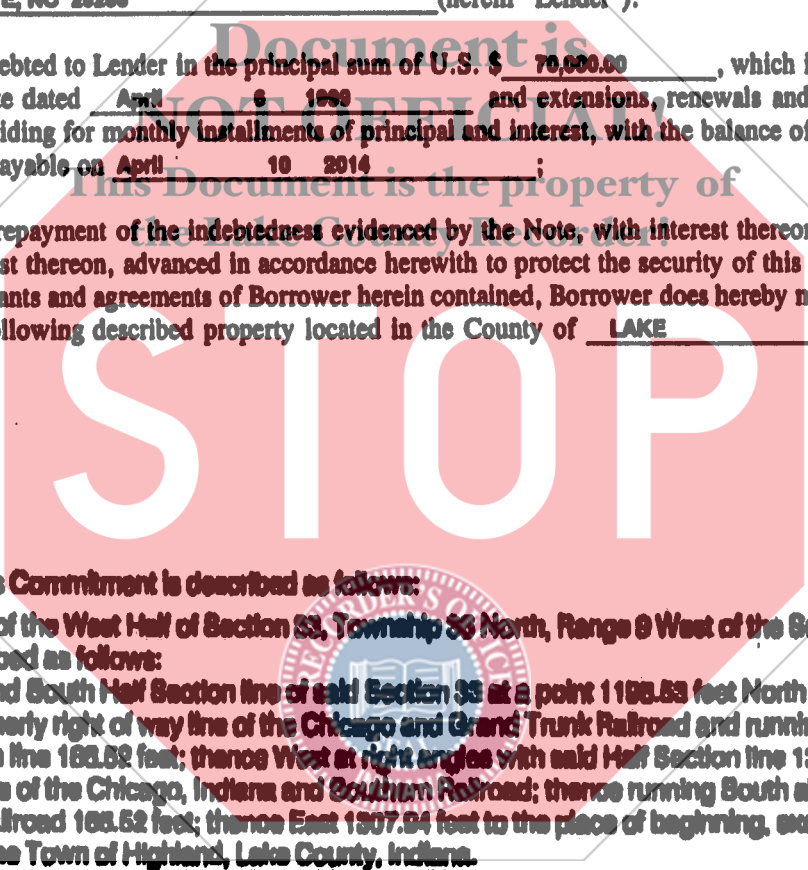 (herein "Lender").
Document is
ebted to Lender in the principal sum of U.S. $ 70,000.00, which i
e dated April 6 1999 and extensions, renewals and
NOT OFFICIAL!
iding for monthly installments of principal and interest, with the balance of
ayable on April 10 2014;
This Document is the property of
the Lake County Recorder!
repayment of the indebtedness evidenced by the Note, with interest thereon
st thereon, advanced in accordance herewith to protect the security of this
ants and agreements of Borrower herein contained, Borrower does hereby m
llowing described property located in the County of LAKE
STOP
s Commitment is described as follows:
of the West Half of Section 33, Township North, Range 9 West of the Se
bed as follows:
nd South Half Section line of said Section 33 at a point feet North
erly right of way line of the Chicago and Grand Trunk Railroad and runni
line feet; thence West at right angles with said Half Section line
of the Chicago, Indiana and Southern Railroad; thence running South a
ilroad feet; thence East feet to the place of beginning,
e Town of Highland, Lake County, Indiana.
RECORDER'S OFFICE
INDIANA